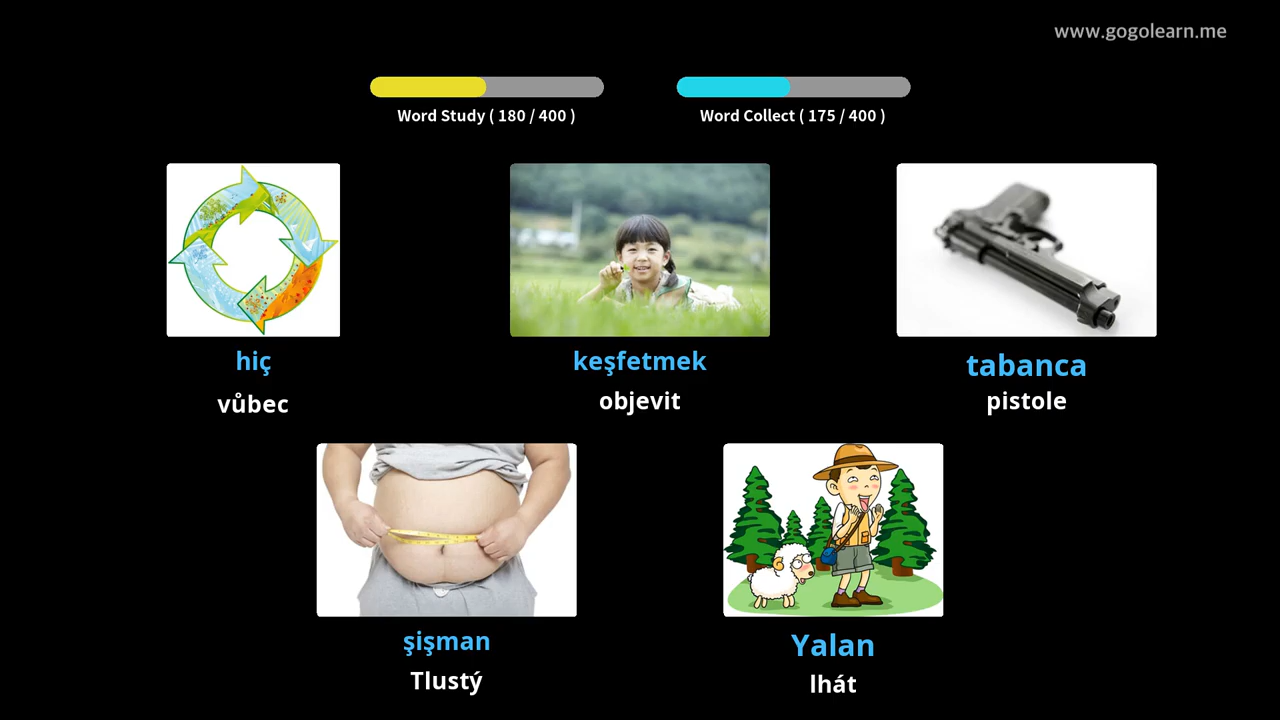 www.gogolearn.me
Word Study ( 180 / 400 )
Word Collect ( 175 / 400 )
hiç
vůbec
keşfetmek
objevit
tabanca
pistole
şişman
Tlustý
Yalan
lhát